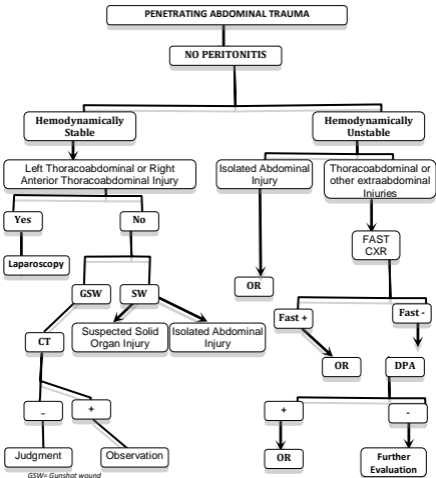 PENETRATING ABDOMINAL TRAUMA
NO PERITONITIS
Hemodynamically
Stable
Hemodynamically
Unstable
Left Thoracoabdominal or Right
Anterior Thoracoabdominal Injury
Isolated Abdominal
Injury
Thoracoabdominal or
other extraabdominal
Injuries
Yes
No
Laparoscopy
FAST
CXR
GSW
SW
OR
CT
Suspected Solid
Organ Injury
Isolated Abdominal
Injury
Fast +
Fast -
OR
DPA
–
+
+
-
Judgment
Observation
OR
Further
Evaluation
GSW= Gunshot wound